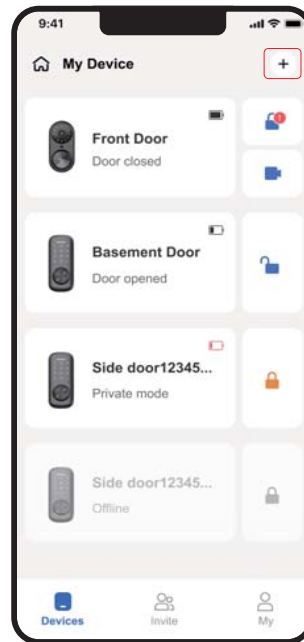 9:41
My Device
+
Front Door
Door closed
!
Basement Door
Door opened
Side door12345...
Private mode
Side door12345...
Offline
Devices
Invite
My